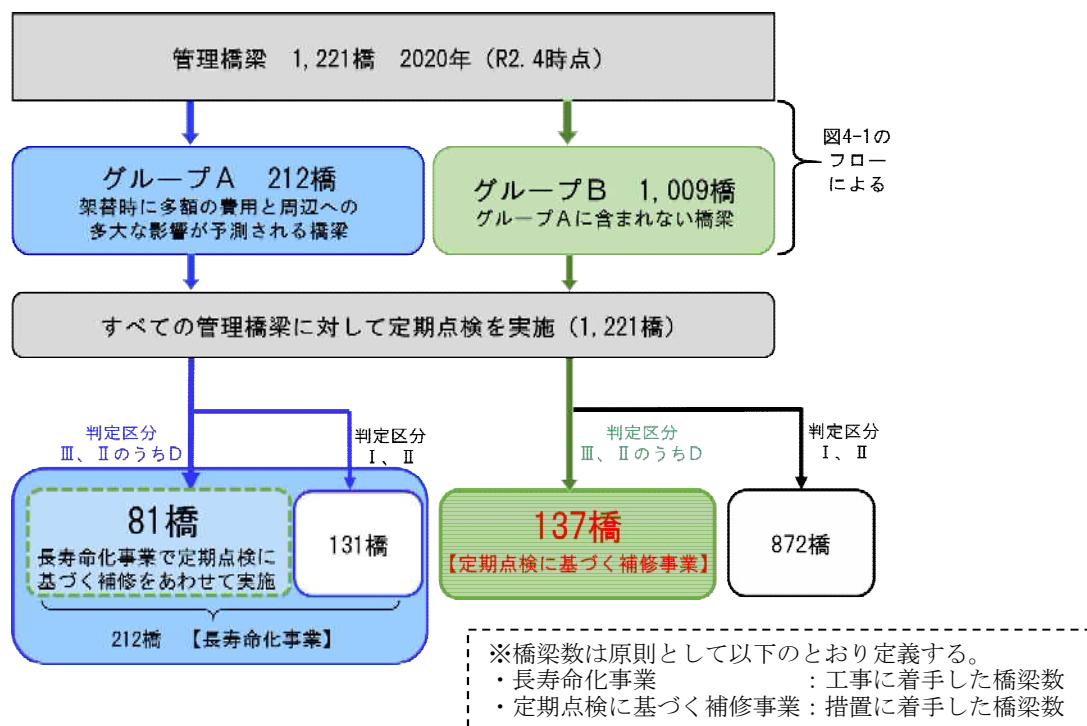 管理橋梁 1,221橋 2020年（R2.4時点）
図4-1の
フロー
による
グループA 212橋
架替時に多額の費用と周辺への
多大な影響が予測される橋梁
グループB 1,009橋
グループAに含まれない橋梁
すべての管理橋梁に対して定期点検を実施（1,221橋）
判定区分
Ⅲ、ⅡのうちD
判定区分
Ⅰ、Ⅱ
判定区分
Ⅲ、ⅡのうちD
判定区分
Ⅰ、Ⅱ
81橋
長寿命化事業で定期点検に
基づく補修をあわせて実施
131橋
212橋 【長寿命化事業】
137橋
【定期点検に基づく補修事業】
872橋
※橋梁数は原則として以下のとおり定義する。
・長寿命化事業 ：工事に着手した橋梁数
・定期点検に基づく補修事業：措置に着手した橋梁数